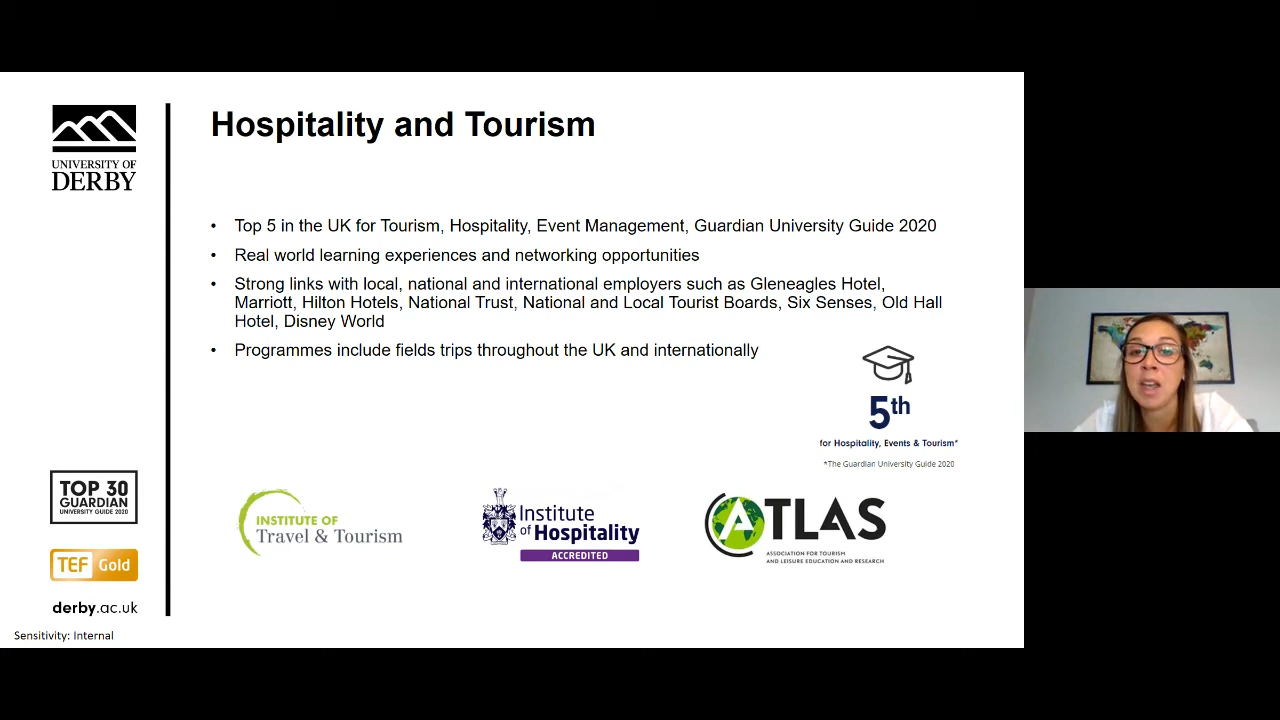 UNIVERSITY OF
DERBY
Hospitality and Tourism
• Top 5 in the UK for Tourism, Hospitality, Event Management, Guardian University Guide 2020
• Real world learning experiences and networking opportunities
• Strong links with local, national and international employers such as Gleneagles Hotel,
Marriott, Hilton Hotels, National Trust, National and Local Tourist Boards, Six Senses, Old Hall
Hotel, Disney World
• Programmes include fields trips throughout the UK and internationally
5th
for Hospitality, Events & Tourism*
*The Guardian University Guide 2020
TOP 30
GUARDIAN
UNIVERSITY GUIDE 2020
TEF Gold
derby.ac.uk
INSTITUTE OF
Travel & Tourism
Institute
of Hospitality
ACCREDITED
ATLAS
ASSOCIATION FOR TOURISM
AND LEISURE EDUCATION AND RESEARCH
Sensitivity: Internal